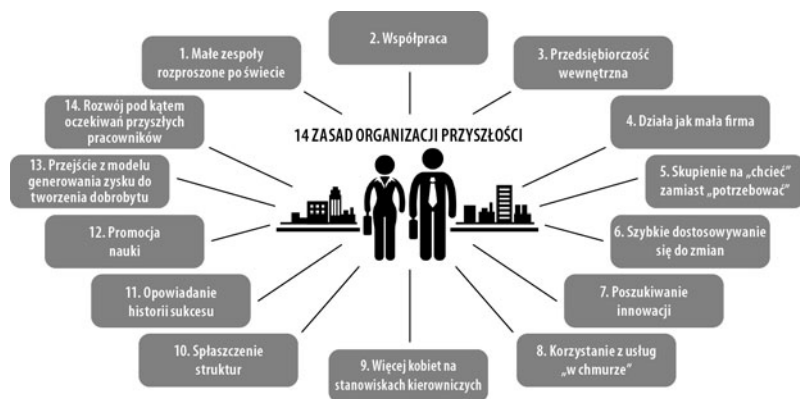 14 ZASAD ORGANIZACJI PRZYSZŁOŚCI
1. Małe zespoły
rozproszone po świecie
2. Współpraca
3. Przedsiębiorczość
wewnętrzna
4. Działa jak mała firma
5. Skupienie na „chcieć”
zamiast „potrzebować”
6. Szybkie dostosowywanie
się do zmian
7. Poszukiwanie
innowacji
8. Korzystanie z usług
„w chmurze”
9. Więcej kobiet na
stanowiskach kierowniczych
10. Spłaszczenie
struktur
11. Opowiadanie
historii sukcesu
12. Promocja
nauki
13. Przejście z modelu
generowania zysku do
tworzenia dobrobytu
14. Rozwój pod kątem
oczekiwań przyszłych
pracowników